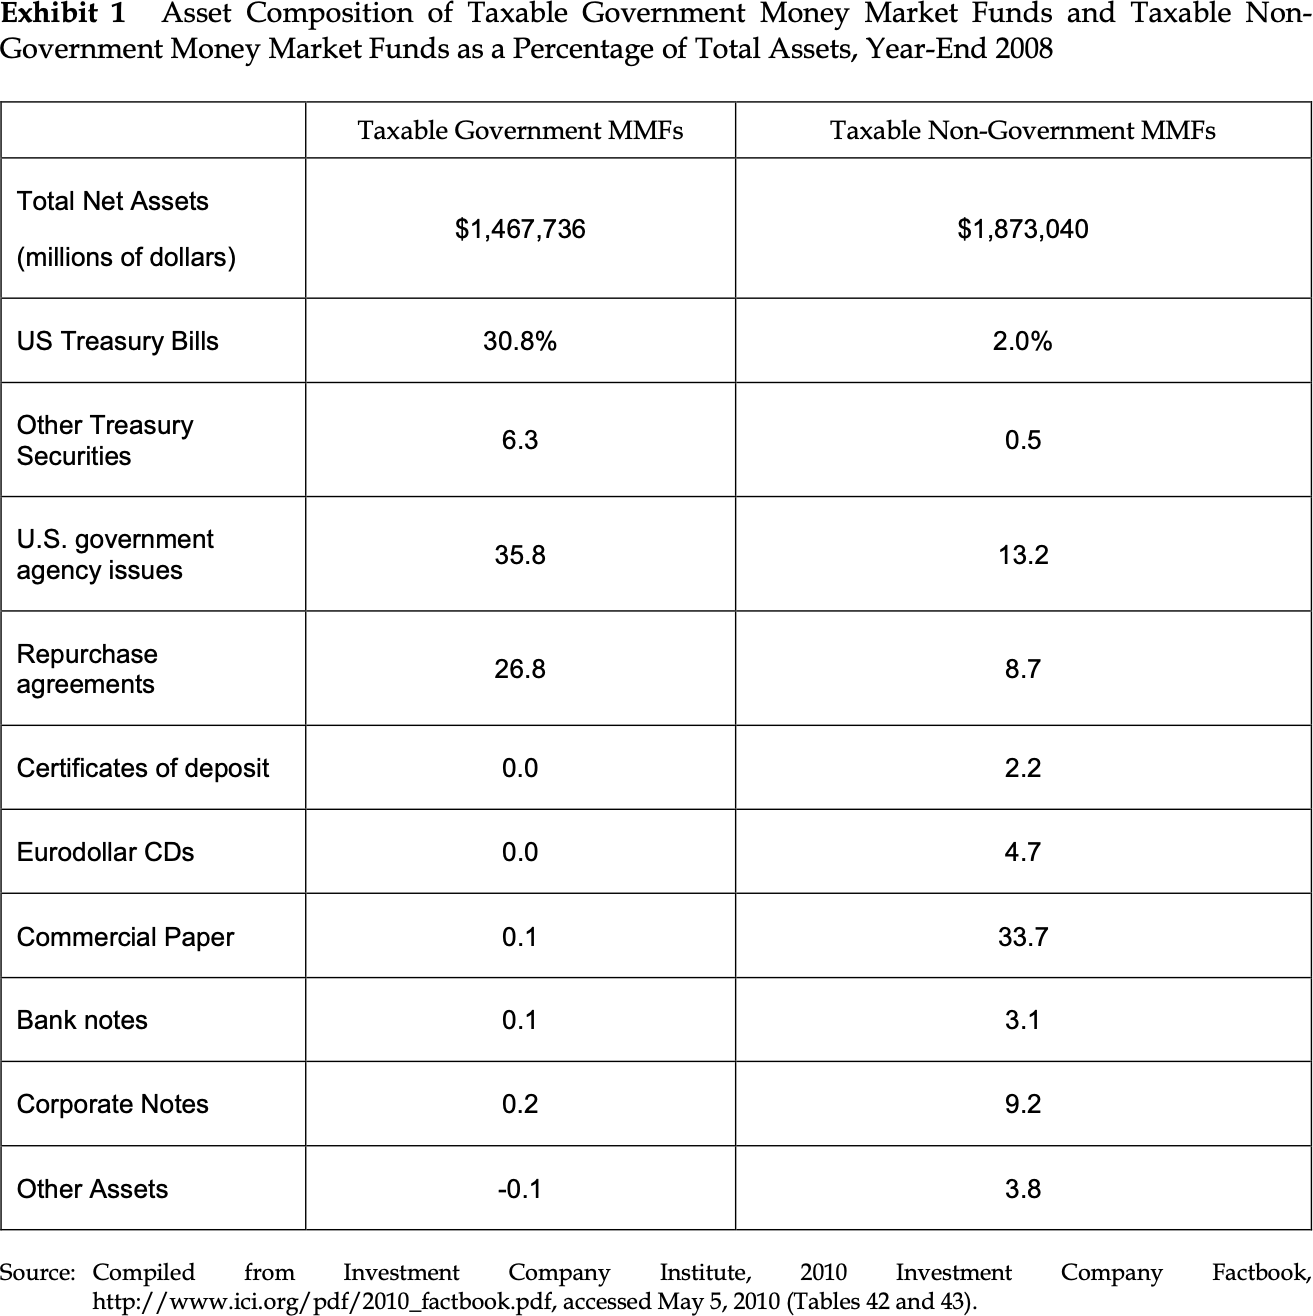 Exhibit 1 Asset Composition of Taxable Government Money Market Funds and Taxable Non-
Government Money Market Funds as a Percentage of Total Assets, Year-End 2008
Taxable Government MMFs Taxable Non-Government MMFs
Total Net Assets
(millions of dollars) $1,467,736 $1,873,040
US Treasury Bills 30.8% 2.0%
Other Treasury
Securities 6.3 0.5
U.S. government
agency issues 35.8 13.2
Repurchase
agreements 26.8 8.7
Certificates of deposit 0.0 2.2
Eurodollar CDs 0.0 4.7
Commercial Paper 0.1 33.7
Bank notes 0.1 3.1
Corporate Notes 0.2 9.2
Other Assets -0.1 3.8
Source: Compiled from Investment Company Institute, 2010 Investment Company Factbook,
http://www.ici.org/pdf/2010_factbook.pdf, accessed May 5, 2010 (Tables 42 and 43).